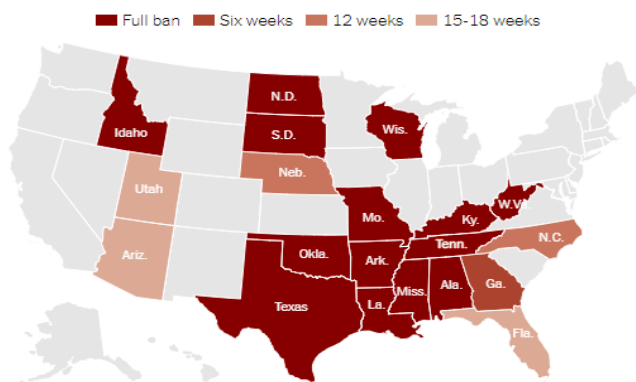 Full ban Six weeks 12 weeks 15-18 weeks
N.D.
Idaho
S.D.
Wis.
Neb.
Utah
W.V.
Mo.
Ky.
N.C.
Ariz.
Okla.
Tenn.
Ark.
Texas
La.
Miss.
Ala.
Ga.
Fla.